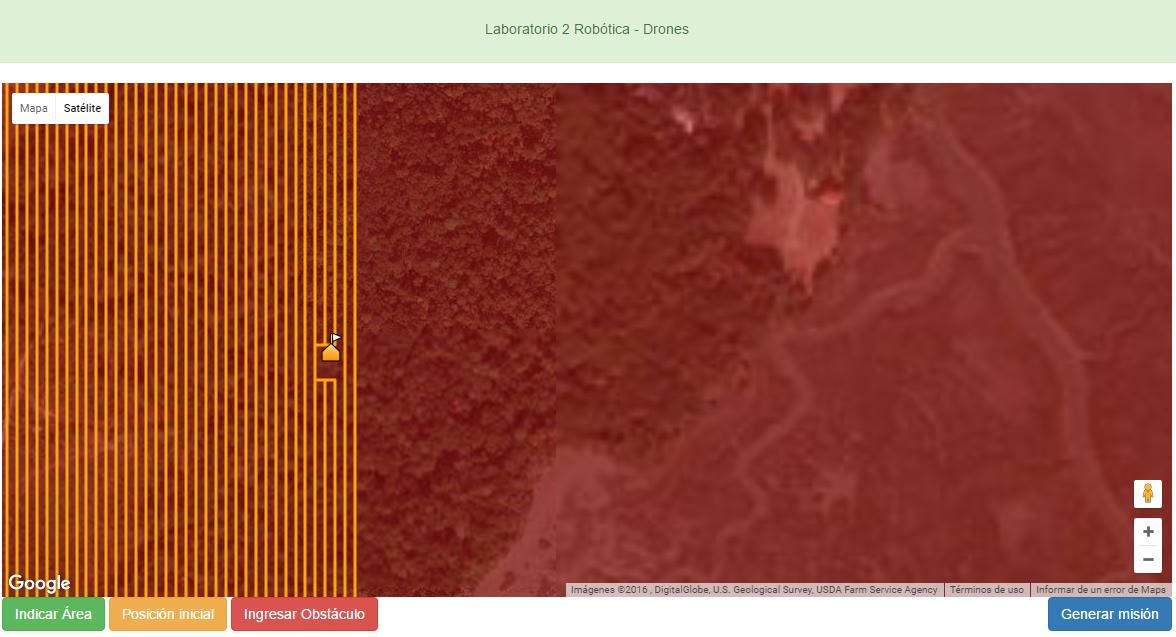 Laboratorio 2 Robótica - Drones
Mapa Satélite
Google
Imágenes ©2016 , DigitalGlobe, U.S. Geological Survey, USDA Farm Service Agency Términos de uso Informar de un error de Maps
Indicar Área Posición inicial Ingresar Obstáculo Generar misión